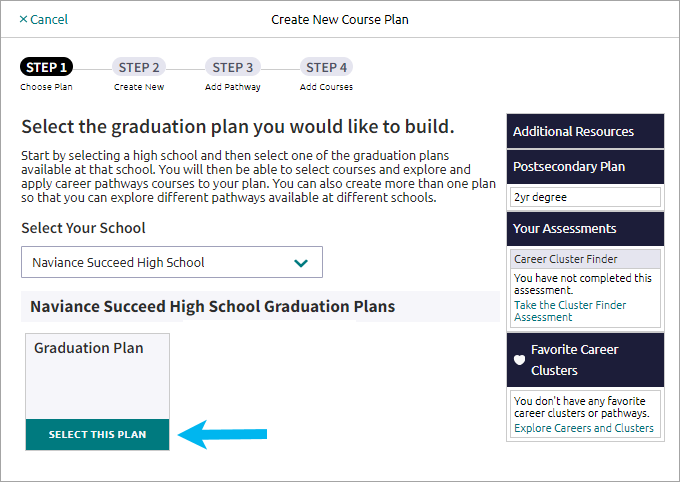 × Cancel
Create New Course Plan
STEP 1
STEP 2
STEP 3
STEP 4
Choose Plan
Create New
Add Pathway
Add Courses
Select the graduation plan you would like to build.
Start by selecting a high school and then select one of the graduation plans
available at that school. You will then be able to select courses and explore and
apply career pathways courses to your plan. You can also create more than one plan
so that you can explore different pathways available at different schools.
Select Your School
Naviance Succeed High School
Naviance Succeed High School Graduation Plans
Graduation Plan
SELECT THIS PLAN
Additional Resources
Postsecondary Plan
2yr degree
Your Assessments
Career Cluster Finder
You have not completed this
assessment.
Take the Cluster Finder
Assessment
Favorite Career
Clusters
You don't have any favorite
career clusters or pathways.
Explore Careers and Clusters